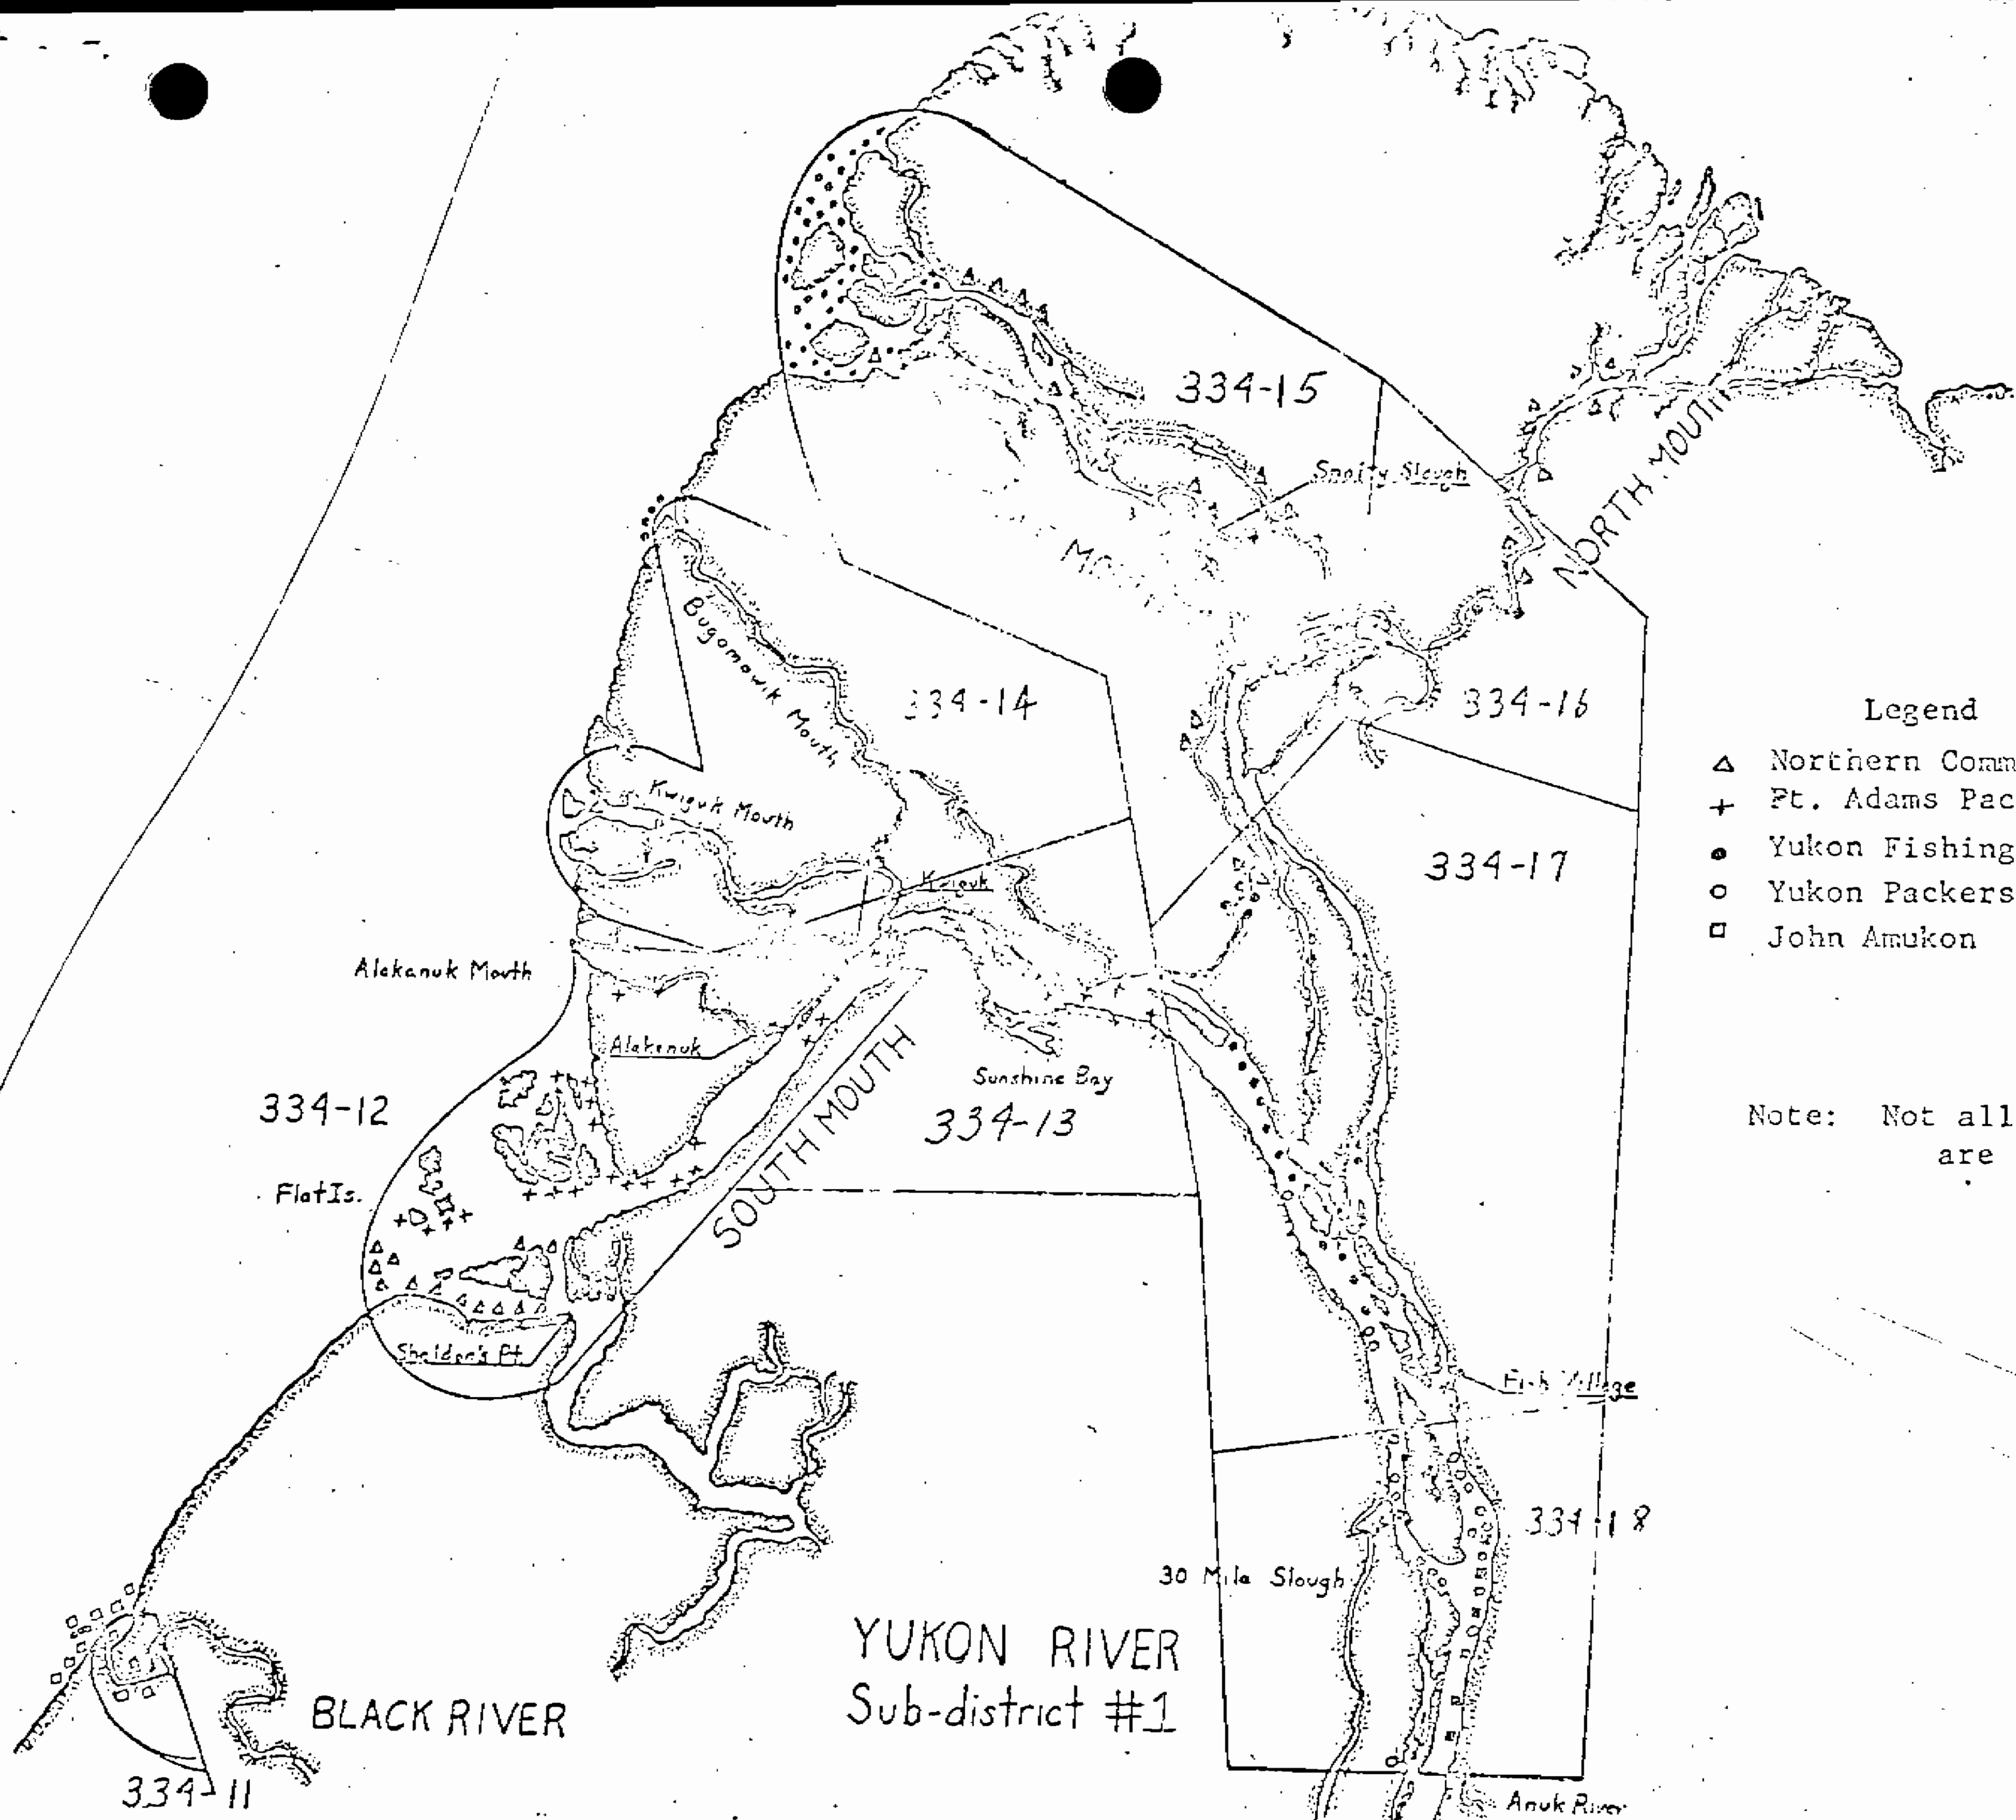 334-15
Slough
NORTH MOUTH
Bugomowik Mouth
334-14
334-16
Legend
Northern Comm
Pt. Adams Pac
Yukon Fishing
Yukon Packers
John Amukon
Kwiguk Mouth
Kwiguk
334-17
Alakanuk Mouth
Alakanuk
Sunshine Bay
334-12
334-13
SOUTH MOUTH
Note: Not all
are
Flat Is.
Sheldon's Pt.
Fish Village
334-18
30 Mile Slough
YUKON RIVER
Sub-district #1
BLACK RIVER
334-11
Anuk River